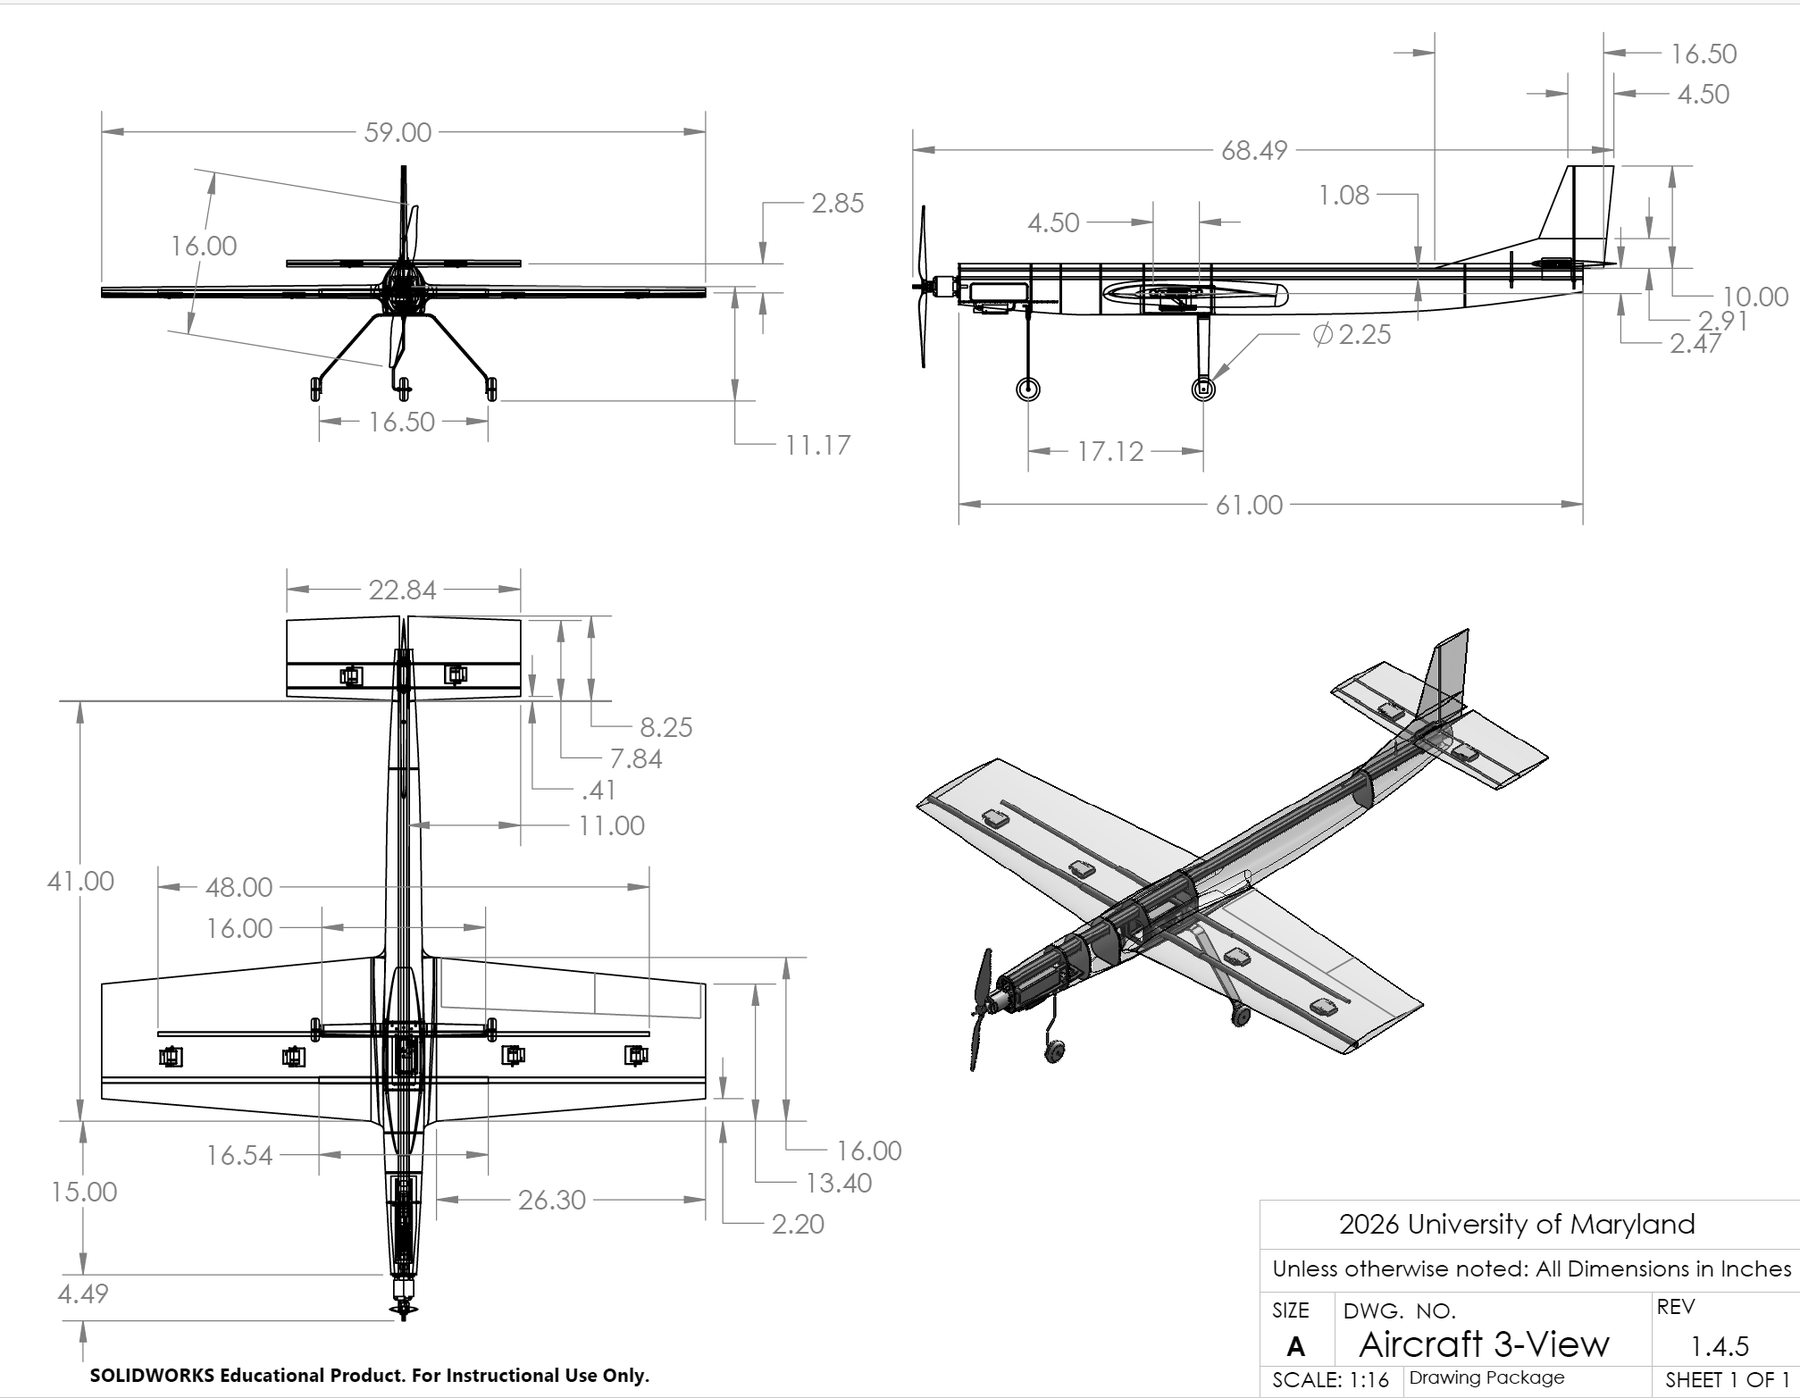 59.00
16.00
2.85
16.50
11.17
16.50
4.50
68.49
1.08
4.50
10.00
2.91
2.47
∅2.25
17.12
61.00
22.84
8.25
7.84
.41
11.00
41.00
48.00
16.00
16.54
15.00
26.30
16.00
13.40
2.20
4.49
SOLIDWORKS Educational Product. For Instructional Use Only.
2026 University of Maryland
Unless otherwise noted: All Dimensions in Inches
SIZE
A
DWG. NO.
Aircraft 3-View
REV
1.4.5
SCALE: 1:16
Drawing Package
SHEET 1 OF 1